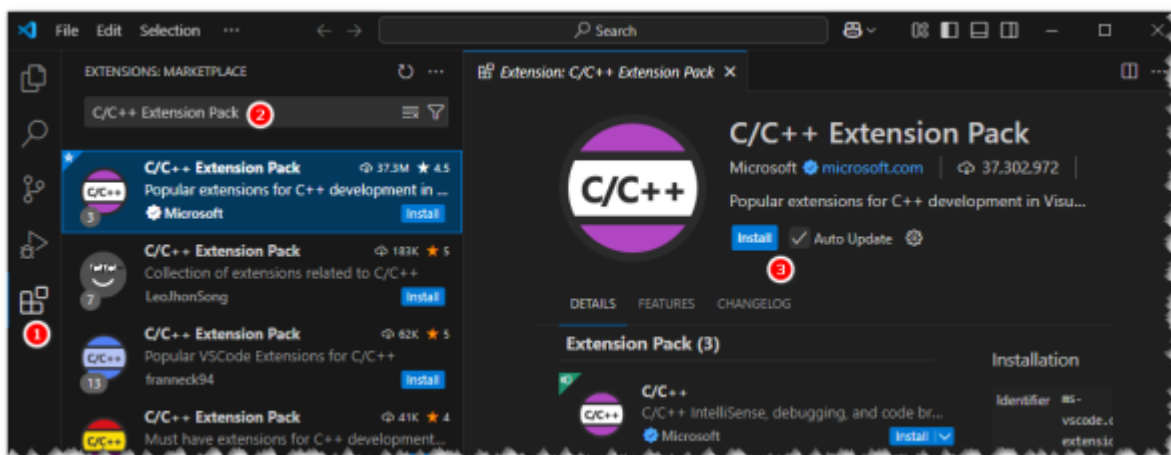 File Edit Selection ··· Search
EXTENSIONS: MARKETPLACE ···
C/C++ Extension Pack 2
C/C++ Extension Pack 37.3M ★ 4.5
Popular extensions for C++ development in ...
C/C++ 3
Microsoft Install
C/C++ Extension Pack 183K ★ 5
Collection of extensions related to C/C++
7
LeoJhonSong Install
C/C++ Extension Pack 62K ★ 5
Popular VSCode Extensions for C/C++
C/C++ 13
franneck94 Install
C/C++ Extension Pack 41K ★ 4
Must have extensions for C++ development...
C/C++
1
Extension: C/C++ Extension Pack
C/C++
C/C++ Extension Pack
Microsoft microsoft.com | 37.302.972 |
Popular extensions for C++ development in Visu...
Install Auto Update
3
DETAILS FEATURES CHANGELOG
Extension Pack (3)
C/C++
C/C++
C/C++ IntelliSense, debugging, and code br...
Microsoft Install
Installation
Identifier ms-
vscode.c
extensic